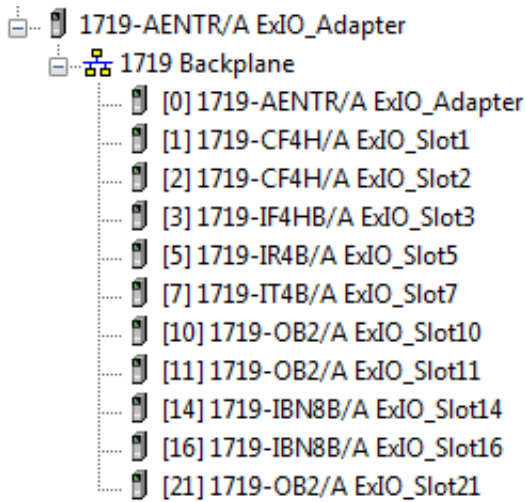 1719-AENTR/A ExIO_Adapter
1719 Backplane
[0] 1719-AENTR/A ExIO_Adapter
[1] 1719-CF4H/A ExIO_Slot1
[2] 1719-CF4H/A ExIO_Slot2
[3] 1719-IF4HB/A ExIO_Slot3
[5] 1719-IR4B/A ExIO_Slot5
[7] 1719-IT4B/A ExIO_Slot7
[10] 1719-OB2/A ExIO_Slot10
[11] 1719-OB2/A ExIO_Slot11
[14] 1719-IBN8B/A ExIO_Slot14
[16] 1719-IBN8B/A ExIO_Slot16
[21] 1719-OB2/A ExIO_Slot21